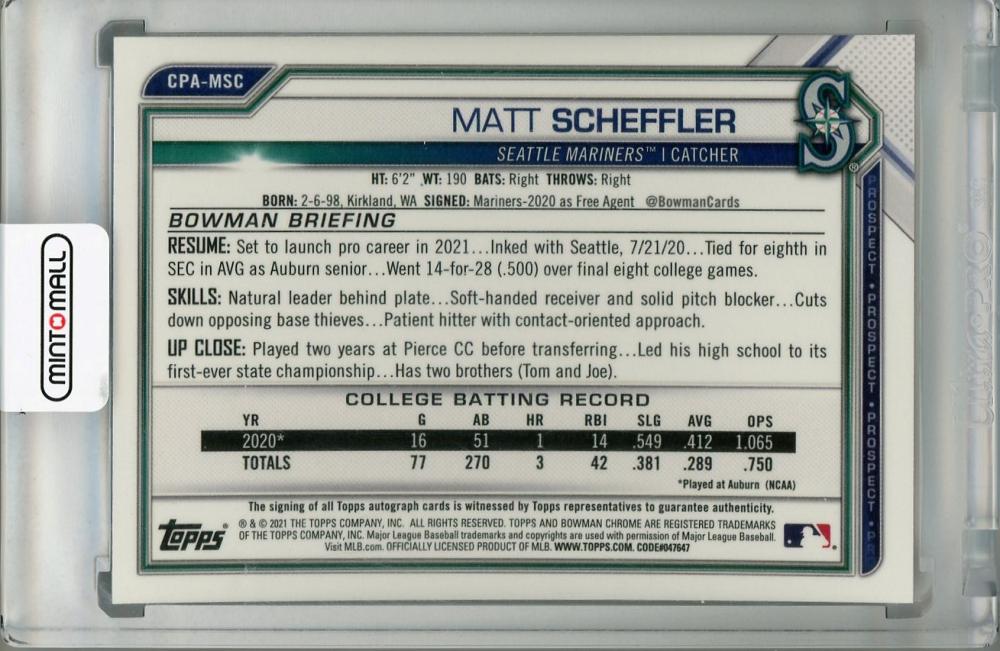 CPA-MSC
MATT SCHEFFLER
SEATTLE MARINERS™ | CATCHER
HT: 6'2" WT: 190 BATS: Right THROWS: Right
BORN: 2-6-98, Kirkland, WA SIGNED: Mariners-2020 as Free Agent @BowmanCards
BOWMAN BRIEFING
RESUME: Set to launch pro career in 2021...Inked with Seattle, 7/21/20...Tied for eighth in
SEC in AVG as Auburn senior...Went 14-for-28 (.500) over final eight college games.
SKILLS: Natural leader behind plate...Soft-handed receiver and solid pitch blocker...Cuts
down opposing base thieves...Patient hitter with contact-oriented approach.
UP CLOSE: Played two years at Pierce CC before transferring...Led his high school to its
first-ever state championship...Has two brothers (Tom and Joe).
COLLEGE BATTING RECORD
YR G AB HR RBI SLG AVG OPS
2020* 16 51 1 14 .549 .412 1.065
TOTALS 77 270 3 42 .381 .289 .750
*Played at Auburn (NCAA)
The signing of all Topps autograph cards is witnessed by Topps representatives to guarantee authenticity.
Topps®
® & © 2021 THE TOPPS COMPANY, INC. ALL RIGHTS RESERVED. TOPPS AND BOWMAN CHROME ARE REGISTERED TRADEMARKS
OF THE TOPPS COMPANY, INC. Major League Baseball trademarks and copyrights are used with permission of Major League Baseball.
Visit MLB.com. OFFICIALLY LICENSED PRODUCT OF MLB. WWW.TOPPS.COM. CODE#047647
S®
PROSPECT • PROSPECT • PROSPECT • PR
MINTOMALL